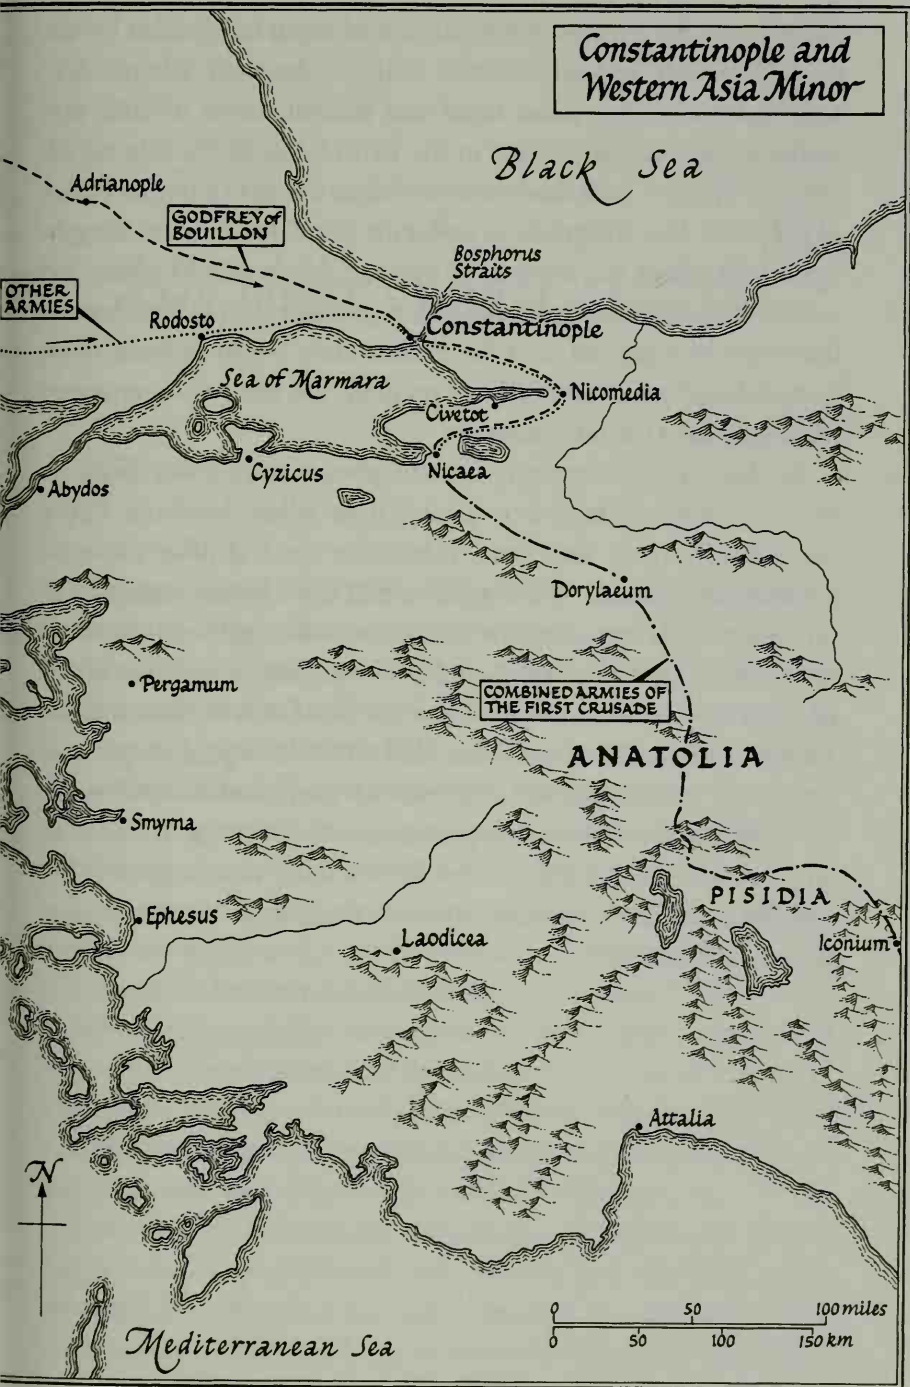 Constantinople and
Western Asia Minor
Black Sea
Adrianople
GODFREY of
BOUILLON
Bosphorus
Straits
OTHER
ARMIES
Rodosto
Constantinople
Sea of Marmara
Nicomedia
Civetot
Nicaea
Cyzicus
Abydos
Dorylaeum
Pergamum
COMBINED ARMIES OF
THE FIRST CRUSADE
ANATOLIA
Smyrna
PISIDIA
Ephesus
Laodicea
Iconium
Attalia
N
0 50 100 miles
0 50 100 150 km
Mediterranean Sea